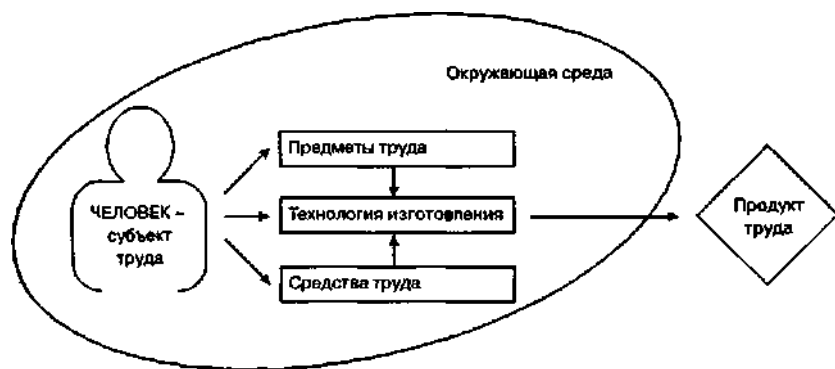 Окружающая среда
Предметы труда
ЧЕЛОВЕК –
субъект
труда
Технология изготовления
Средства труда
Продукт
труда